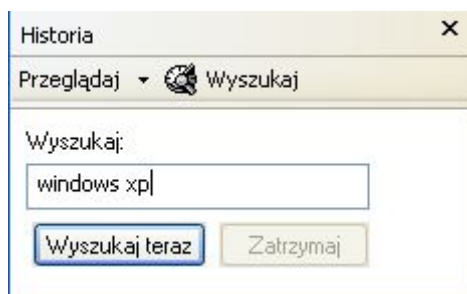 Historia
Przeglądaj Wyszukaj
Wyszukaj:
windows xp
Wyszukaj teraz Zatrzymaj